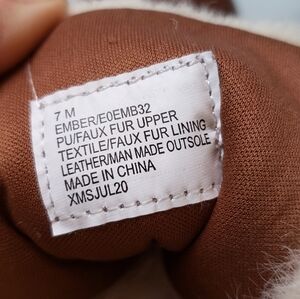 7 M
EMBER/E0EMB32
PU/FAUX FUR UPPER
TEXTILE/FAUX FUR LINING
LEATHER/MAN MADE OUTSOLE
MADE IN CHINA
XMSJUL20